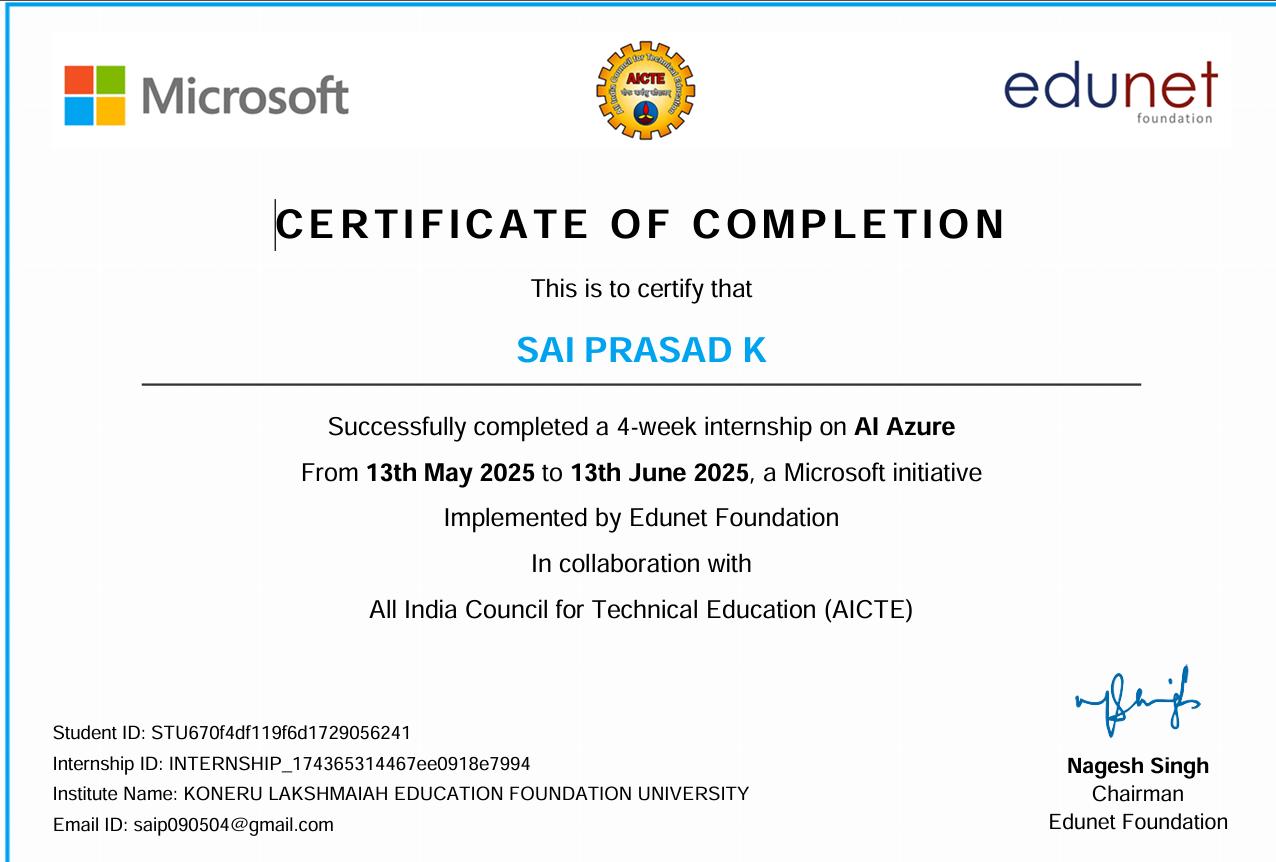 Microsoft
All India Council for Technical Education
AICTE
edunet
foundation
CERTIFICATE OF COMPLETION
This is to certify that
SAI PRASAD K
Successfully completed a 4-week internship on AI Azure
From 13th May 2025 to 13th June 2025, a Microsoft initiative
Implemented by Edunet Foundation
In collaboration with
All India Council for Technical Education (AICTE)
Student ID: STU670f4df119f6d1729056241
Internship ID: INTERNSHIP_174365314467ee0918e7994
Institute Name: KONERU LAKSHMAIAH EDUCATION FOUNDATION UNIVERSITY
Email ID: saip090504@gmail.com
Nagesh Singh
Chairman
Edunet Foundation